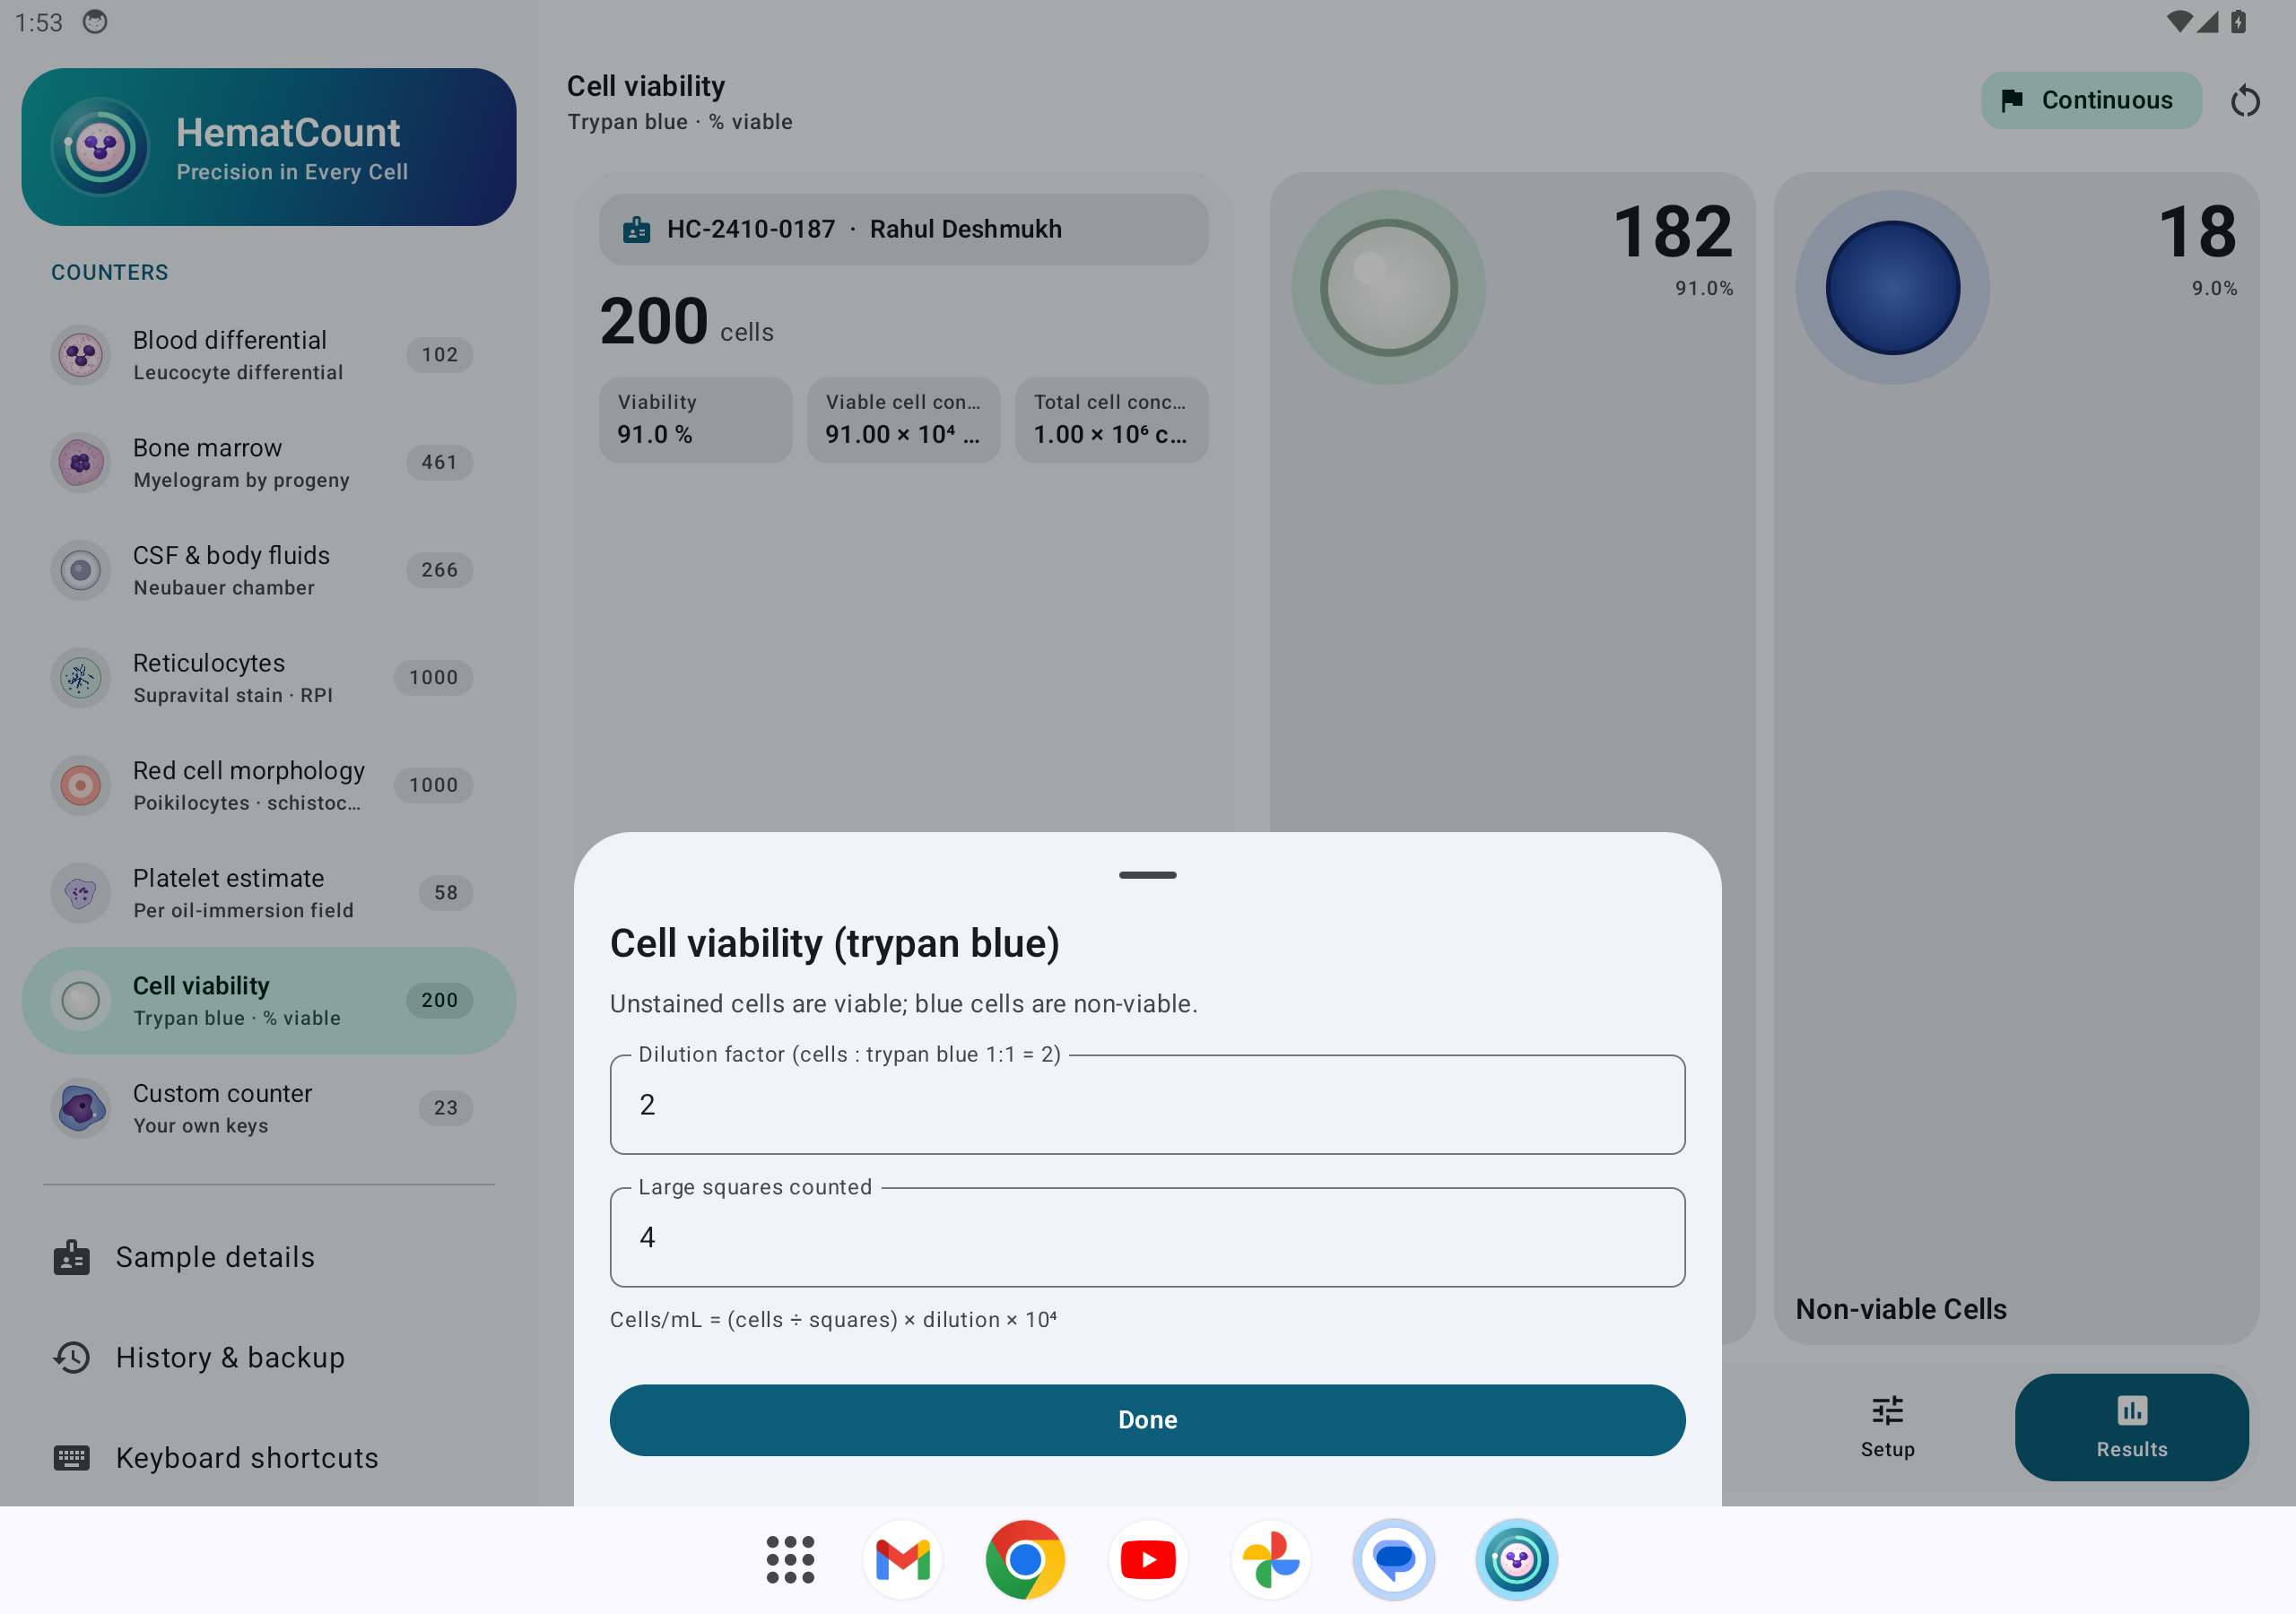 1:53
HematCount
Precision in Every Cell
COUNTERS
Blood differential
Leucocyte differential
102
Bone marrow
Myelogram by progeny
461
CSF & body fluids
Neubauer chamber
266
Reticulocytes
Supravital stain · RPI
1000
Red cell morphology
Poikilocytes · schistoc…
1000
Platelet estimate
Per oil-immersion field
58
Cell viability
Trypan blue · % viable
200
Custom counter
Your own keys
23
Sample details
History & backup
Keyboard shortcuts
Cell viability
Trypan blue · % viable
Continuous
HC-2410-0187 · Rahul Deshmukh
200 cells
Viability
91.0 %
Viable cell con…
91.00 × 10⁴ …
Total cell conc…
1.00 × 10⁶ c…
182
91.0%
18
9.0%
Non-viable Cells
Cell viability (trypan blue)
Unstained cells are viable; blue cells are non-viable.
Dilution factor (cells : trypan blue 1:1 = 2)
2
Large squares counted
4
Cells/mL = (cells ÷ squares) × dilution × 10⁴
Done
Setup
Results